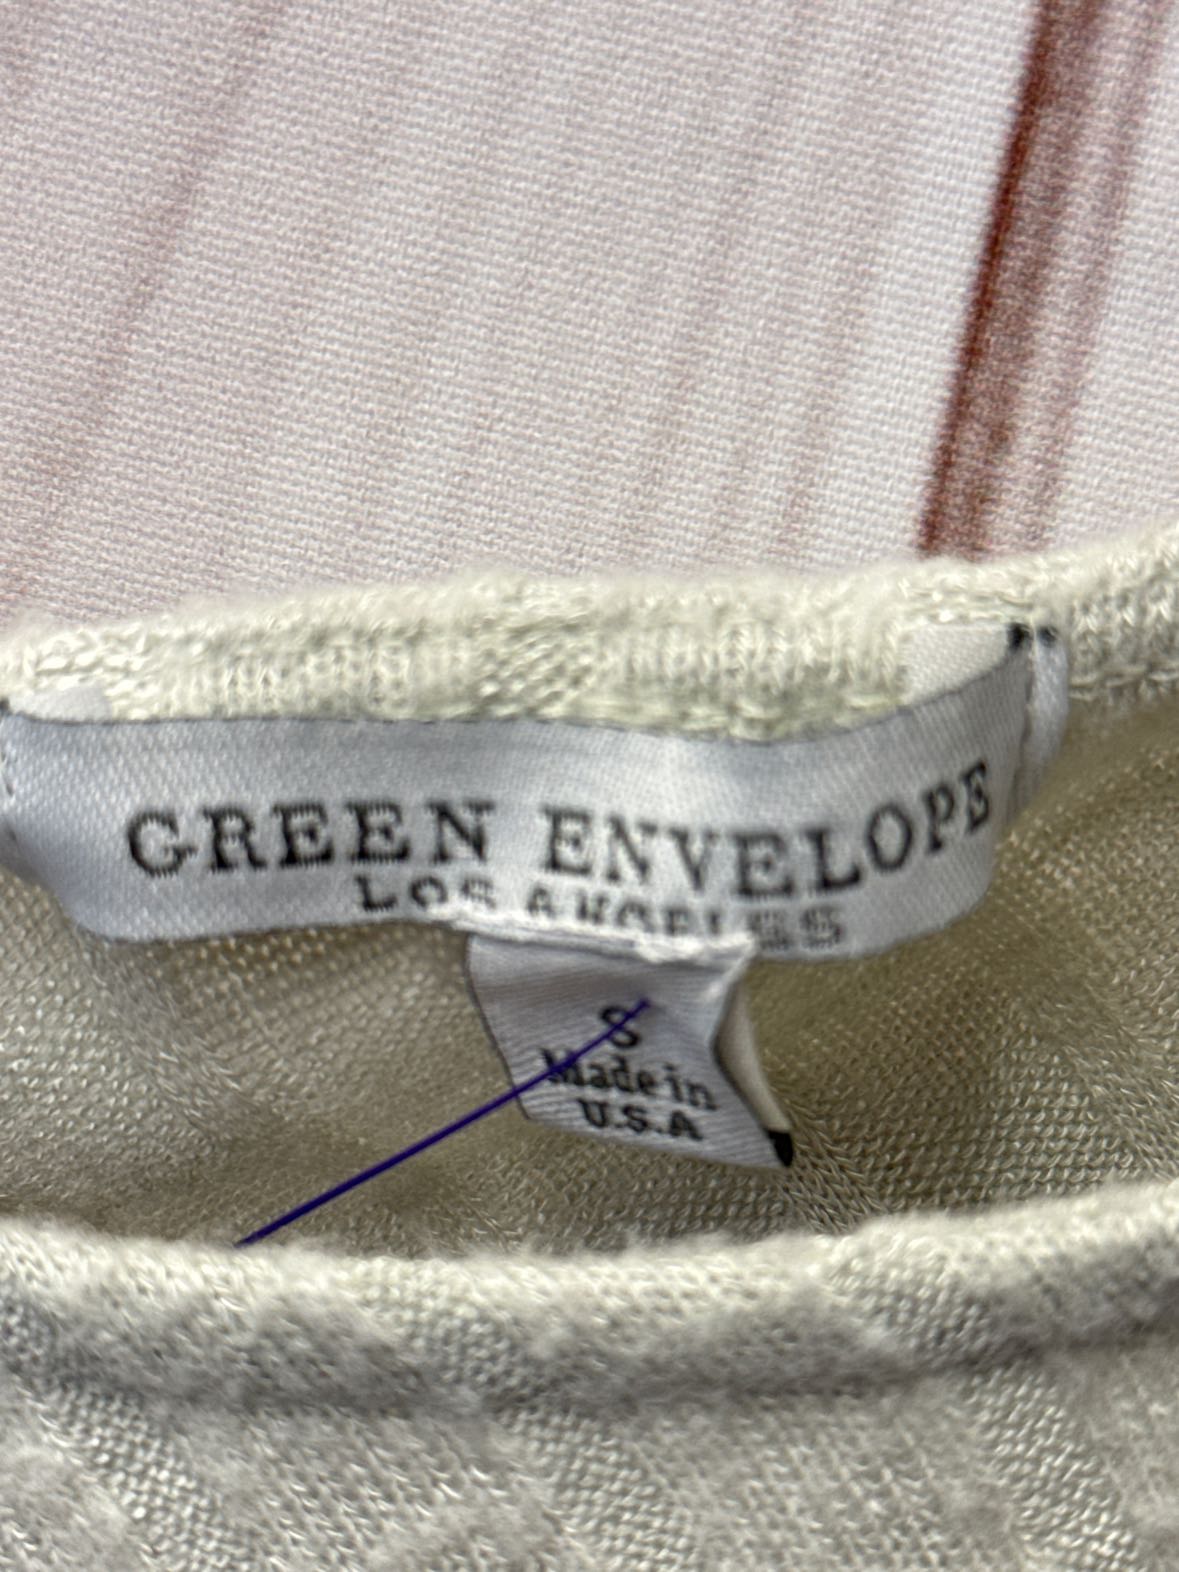 GREEN ENVELOPE
LOS ANGELES
S
Made in
U.S.A